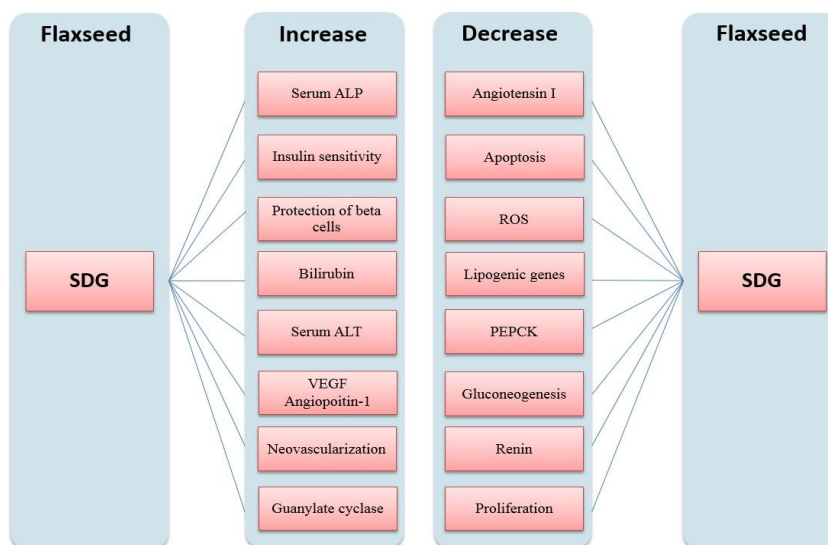 Flaxseed
SDG
Increase
Serum ALP
Insulin sensitivity
Protection of beta
cells
Bilirubin
Serum ALT
VEGF
Angiopoitin-1
Neovascularization
Guanylate cyclase
Decrease
Angiotensin I
Apoptosis
ROS
Lipogenic genes
PEPCK
Gluconeogenesis
Renin
Proliferation
Flaxseed
SDG